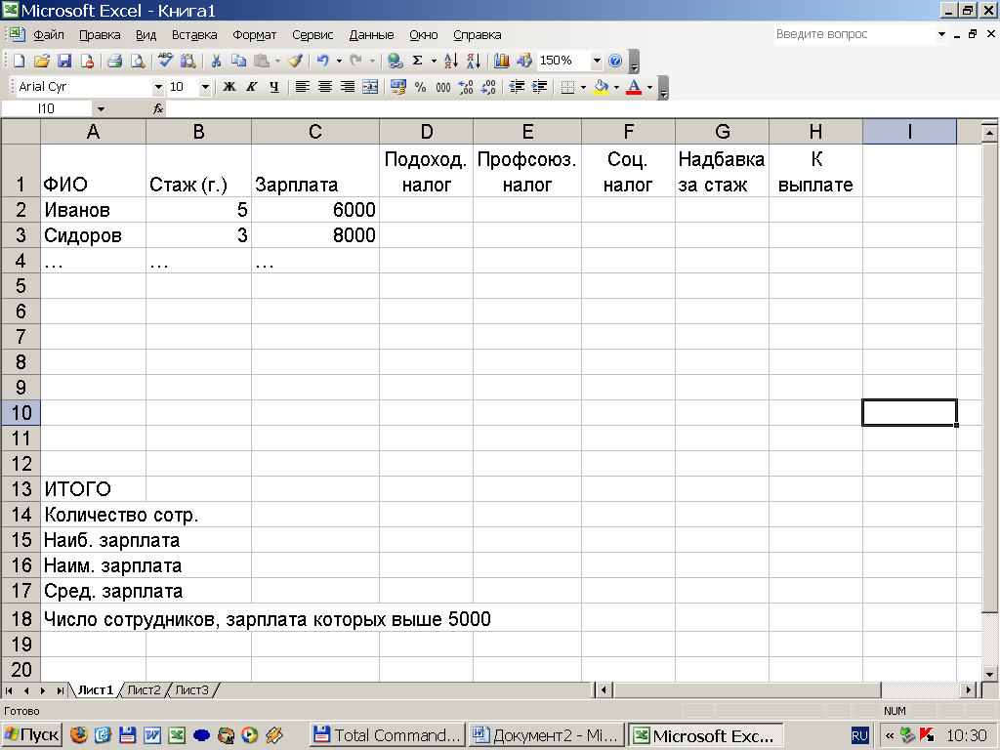 Microsoft Excel - Книга1
Файл Правка Вид Вставка Формат Сервис Данные Окно Справка Введите вопрос
150%
Arial Cyr 10 Ж К Ч % 000
I10 fx
A B C D E F G H I
1 ФИО Стаж (г.) Зарплата Подоход. налог Профсоюз. налог Соц. налог Надбавка за стаж К выплате
2 Иванов 5 6000
3 Сидоров 3 8000
4 … … …
5
6
7
8
9
10
11
12
13 ИТОГО
14 Количество сотр.
15 Наиб. зарплата
16 Наим. зарплата
17 Сред. зарплата
18 Число сотрудников, зарплата которых выше 5000
19
20
Лист1 Лист2 Лист3
Готово NUM
Пуск Total Command... Документ2 - Mi... Microsoft Exc... RU « 10:30